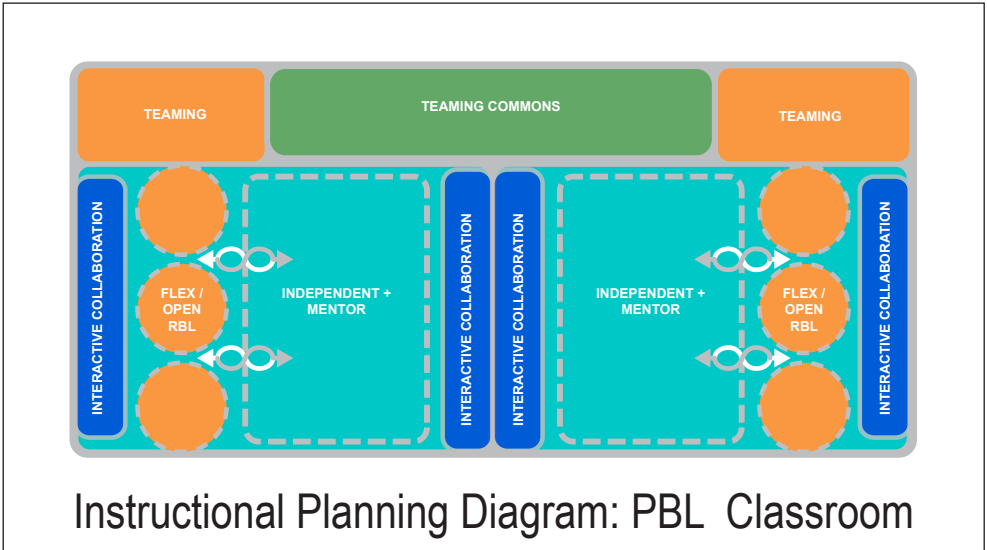 TEAMING
TEAMING COMMONS
TEAMING
INTERACTIVE COLLABORATION
FLEX /
OPEN
RBL
INDEPENDENT +
MENTOR
INTERACTIVE COLLABORATION
INTERACTIVE COLLABORATION
INDEPENDENT +
MENTOR
FLEX /
OPEN
RBL
INTERACTIVE COLLABORATION
Instructional Planning Diagram: PBL Classroom